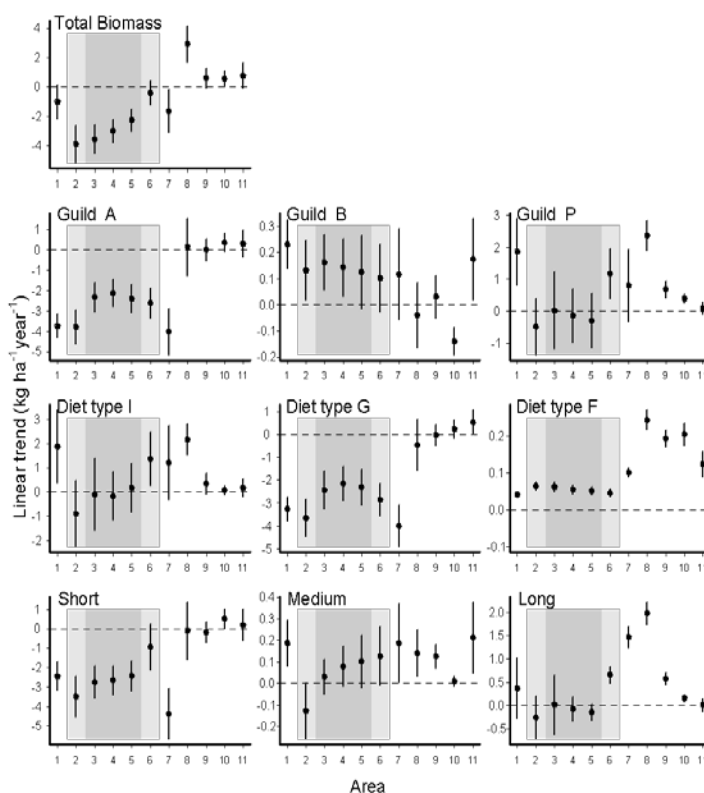 Total Biomass
4
2
0
-2
-4
1 2 3 4 5 6 7 8 9 10 11
Guild A
1
0
-1
-2
-3
-4
-5
1 2 3 4 5 6 7 8 9 10 11
Guild B
0.3
0.2
0.1
0.0
-0.1
-0.2
1 2 3 4 5 6 7 8 9 10 11
Guild P
3
2
1
0
-1
1 2 3 4 5 6 7 8 9 10 11
Linear trend (kg ha-1 year-1)
Diet type I
3
2
1
0
-1
-2
1 2 3 4 5 6 7 8 9 10 11
Diet type G
1
0
-1
-2
-3
-4
-5
1 2 3 4 5 6 7 8 9 10 11
Diet type F
0.2
0.1
0.0
-0.1
1 2 3 4 5 6 7 8 9 10 11
Short
1
0
-1
-2
-3
-4
-5
1 2 3 4 5 6 7 8 9 10 11
Medium
0.4
0.3
0.2
0.1
0.0
-0.1
-0.2
1 2 3 4 5 6 7 8 9 10 11
Long
2.0
1.5
1.0
0.5
0.0
-0.5
1 2 3 4 5 6 7 8 9 10 11
Area